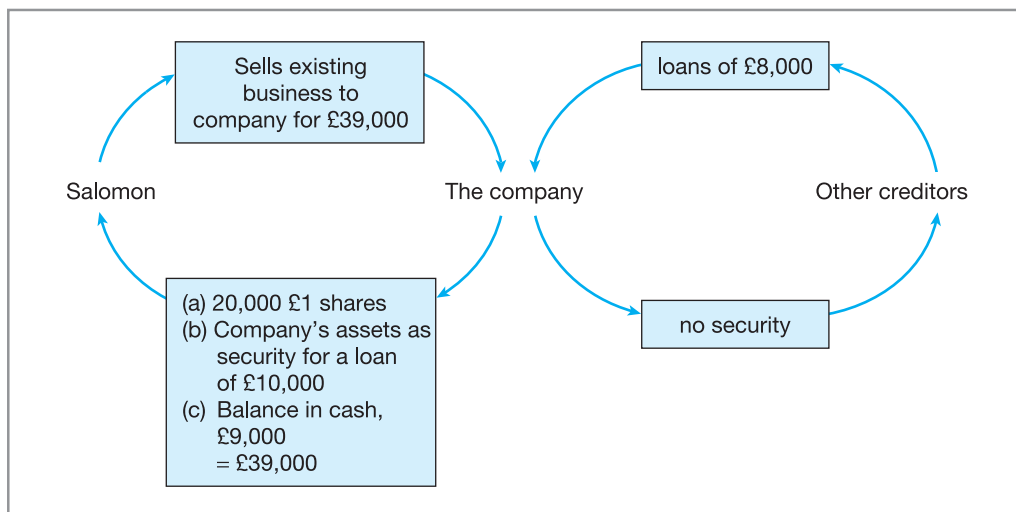 Sells existing
business to
company for £39,000
loans of £8,000
Salomon
The company
Other creditors
(a) 20,000 £1 shares
(b) Company’s assets as
security for a loan
of £10,000
(c) Balance in cash,
£9,000
= £39,000
no security